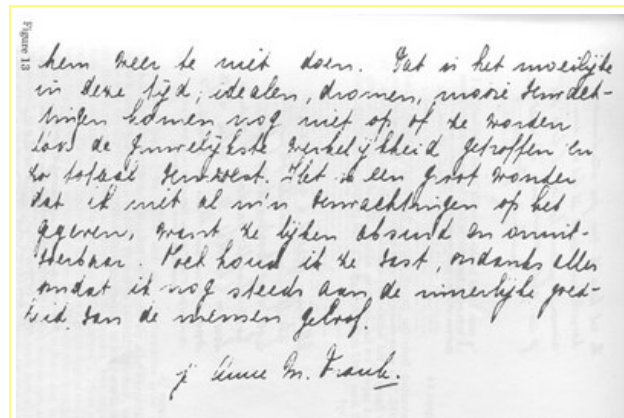 Figure 13
hem weer te niet doen. Dat is het moeilijke
in deze tijd; idealen, dromen, mooie verwach-
tingen komen nog niet op of ze worden
door de gruwelijkste werkelijkheid getroffen en
zo totaal verwoest. Het is een groot wonder
dat ik niet al m'n verwachtingen op heb
gegeven, want ze lijken absurd en onuit-
voerbaar. Toch houd ik ze vast, ondanks alles
omdat ik nog steeds aan de innerlijke goed-
heid van de mensen geloof.
je Anne M. Frank.